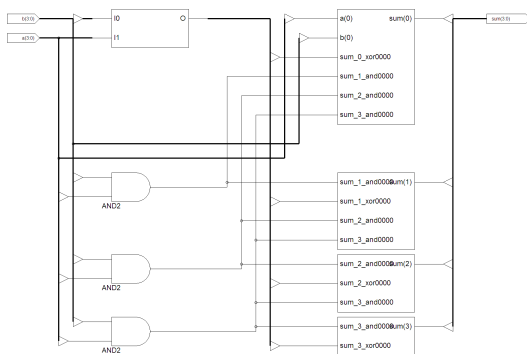 b(3:0)
a(3:0)
I0
O
I1
a(0)
sum(0)
b(0)
sum_0_xor0000
sum_1_and0000
sum_2_and0000
sum_3_and0000
sum(3:0)
AND2
sum_1_and0000
sum(1)
sum_1_xor0000
sum_2_and0000
sum_3_and0000
AND2
sum_2_and0000
sum(2)
sum_2_xor0000
sum_3_and0000
AND2
sum_3_and0000
sum(3)
sum_3_xor0000